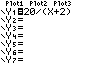 Plot1 Plot2 Plot3
\Y1=20/(X+2)
\Y2=
\Y3=
\Y4=
\Y5=
\Y6=
\Y7=